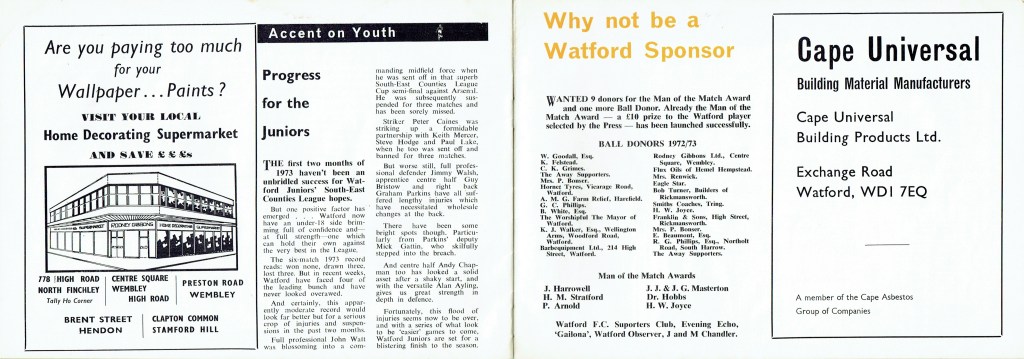 Are you paying too much
for your
Wallpaper... Paints?
VISIT YOUR LOCAL
Home Decorating Supermarket
AND SAVE £ £ £s
RODNEY GIBBONS
778 HIGH ROAD
NORTH FINCHLEY
Tally Ho Corner
CENTRE SQUARE
WEMBLEY
HIGH ROAD
PRESTON ROAD
WEMBLEY
BRENT STREET
HENDON
CLAPTON COMMON
STAMFORD HILL
Accent on Youth
Progress
for the
Juniors
THE first two months of
1973 haven't been an
unbridled success for Wat-
ford Juniors' South-East
Counties League hopes.
But one positive factor has
emerged . . . Watford now
have an under-18 side brim-
ming full of confidence and—
at full strength—one which
can hold their own against
the very best in the League.
The six-match 1973 record
reads: won none, drawn three,
lost three. But in recent weeks,
Watford have faced four of
the leading bunch and have
never looked overawed.
And certainly, this appar-
ently moderate record would
look far better but for a serious
crop of injuries and suspen-
sions in the past two months.
Full professional John Watt
was blossoming into a com-
manding midfield force when
he was sent off in that superb
South-East Counties League
Cup semi-final against Arsenal.
He was subsequently sus-
pended for three matches and
has been sorely missed.
Striker Peter Caines was
striking up a formidable
partnership with Keith Mercer,
Steve Hodge and Paul Lake,
when he too was sent off and
banned for three matches.
But worse still, full profes-
sional defender Jimmy Walsh,
apprentice centre half Guy
Bristow and right back
Graham Parkins have all suf-
fered lengthy injuries which
have necessitated wholesale
changes at the back.
There have been some
bright spots though. Particu-
larly from Parkins' deputy
Mick Gattin, who skilfully
stepped into the breach.
And centre half Andy Chap-
man too has looked a solid
asset after a shaky start, and
with the versatile Alan Ayling,
gives us great strength in
depth in defence.
Fortunately, this flood of
injuries seems now to be over,
and with a series of what look
to be 'easier' games to come,
Watford Juniors are set for a
blistering finish to the season.
Why not be a
Watford Sponsor
WANTED 9 donors for the Man of the Match Award
and one more Ball Donor. Already the Man of the
Match Award — a £10 prize to the Watford player
selected by the Press — has been launched successfully.
BALL DONORS 1972/73
W. Goodall, Esq.
K. Felstead.
C. K. Grimes.
The Away Supporters.
Mrs. P. Bonser.
Hornet Tyres, Vicarage Road,
Watford.
A. M. G. Farm Relief, Harefield.
G. C. Phillips.
B. White, Esq.
The Worshipful The Mayor of
Watford.
K. J. Walker, Esq., Wellington
Arms, Woodford Road,
Watford.
Barbequipment Ltd., 214 High
Street, Watford.
Rodney Gibbons Ltd., Centre
Square, Wembley.
Flux Oils of Hemel Hempstead.
Mrs. Renwick.
Eagle Star.
Bob Turner, Builders of
Rickmansworth.
Smiths Coaches, Tring.
H. W. Joyce.
Franklin & Sons, High Street,
Rickmansworth.
Mrs. P. Bonser.
E. Beaumont, Esq.
R. G. Phillips, Esq., Northolt
Road, South Harrow.
The Away Supporters.
Man of the Match Awards
J. Harrowell
H. M. Stratford
P. Arnold
J. J. & G. Masterton
Dr. Hobbs
H. W. Joyce
Watford F.C. Suporters Club, Evening Echo,
'Gailona', Watford Observer, J and M Chandler.
Cape Universal
Building Material Manufacturers
Cape Universal
Building Products Ltd.
Exchange Road
Watford, WD1 7EQ
A member of the Cape Asbestos
Group of Companies